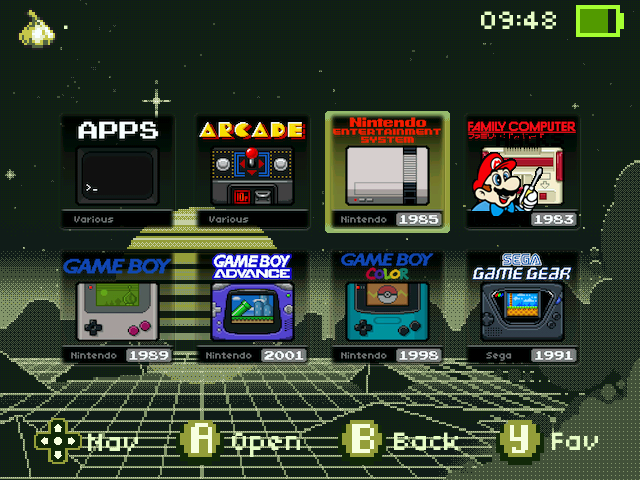 09:48
APPS
>_
Various
ARCADE
Various
Nintendo
ENTERTAINMENT
SYSTEM
Nintendo 1985
FAMILY COMPUTER
1983
GAME BOY
Nintendo 1989
GAME BOY
ADVANCE
Nintendo 2001
GAME BOY
COLOR
Nintendo 1998
SEGA
GAME GEAR
Sega 1991
Nav A Open B Back Y Fav